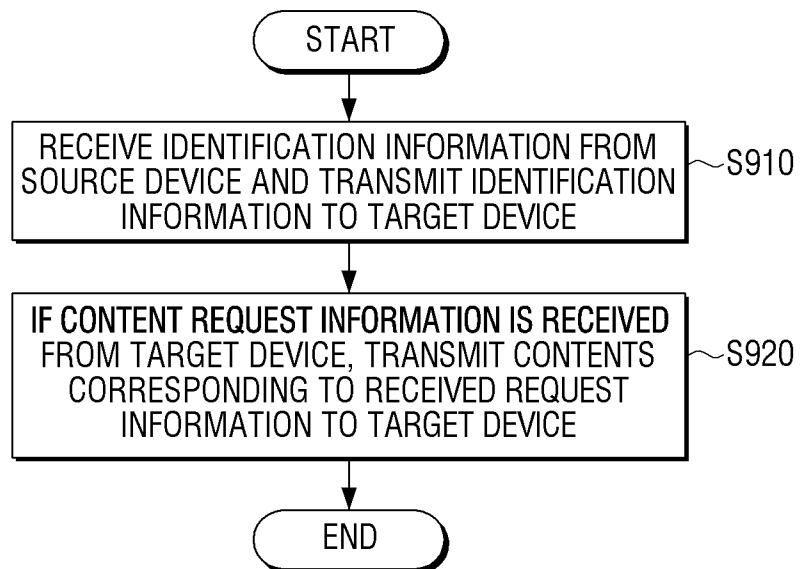 START
RECEIVE IDENTIFICATION INFORMATION FROM
SOURCE DEVICE AND TRANSMIT IDENTIFICATION
INFORMATION TO TARGET DEVICE
S910
IF CONTENT REQUEST INFORMATION IS RECEIVED
FROM TARGET DEVICE, TRANSMIT CONTENTS
CORRESPONDING TO RECEIVED REQUEST
INFORMATION TO TARGET DEVICE
S920
END